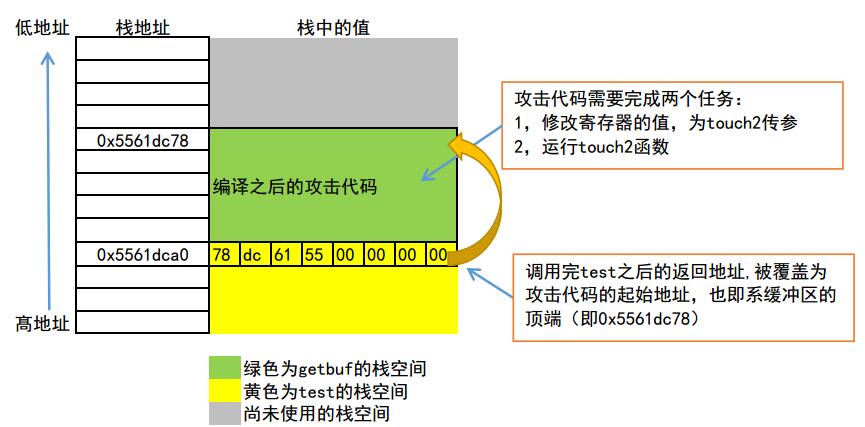 低地址 栈地址 栈中的值
攻击代码需要完成两个任务：
1，修改寄存器的值，为touch2传参
2，运行touch2函数
0x5561dc78
编译之后的攻击代码
0x5561dca0 78 dc 61 55 00 00 00 00
调用完test之后的返回地址,被覆盖为
攻击代码的起始地址，也即系缓冲区的
顶端（即0x5561dc78）
高地址
绿色为getbuf的栈空间
黄色为test的栈空间
尚未使用的栈空间